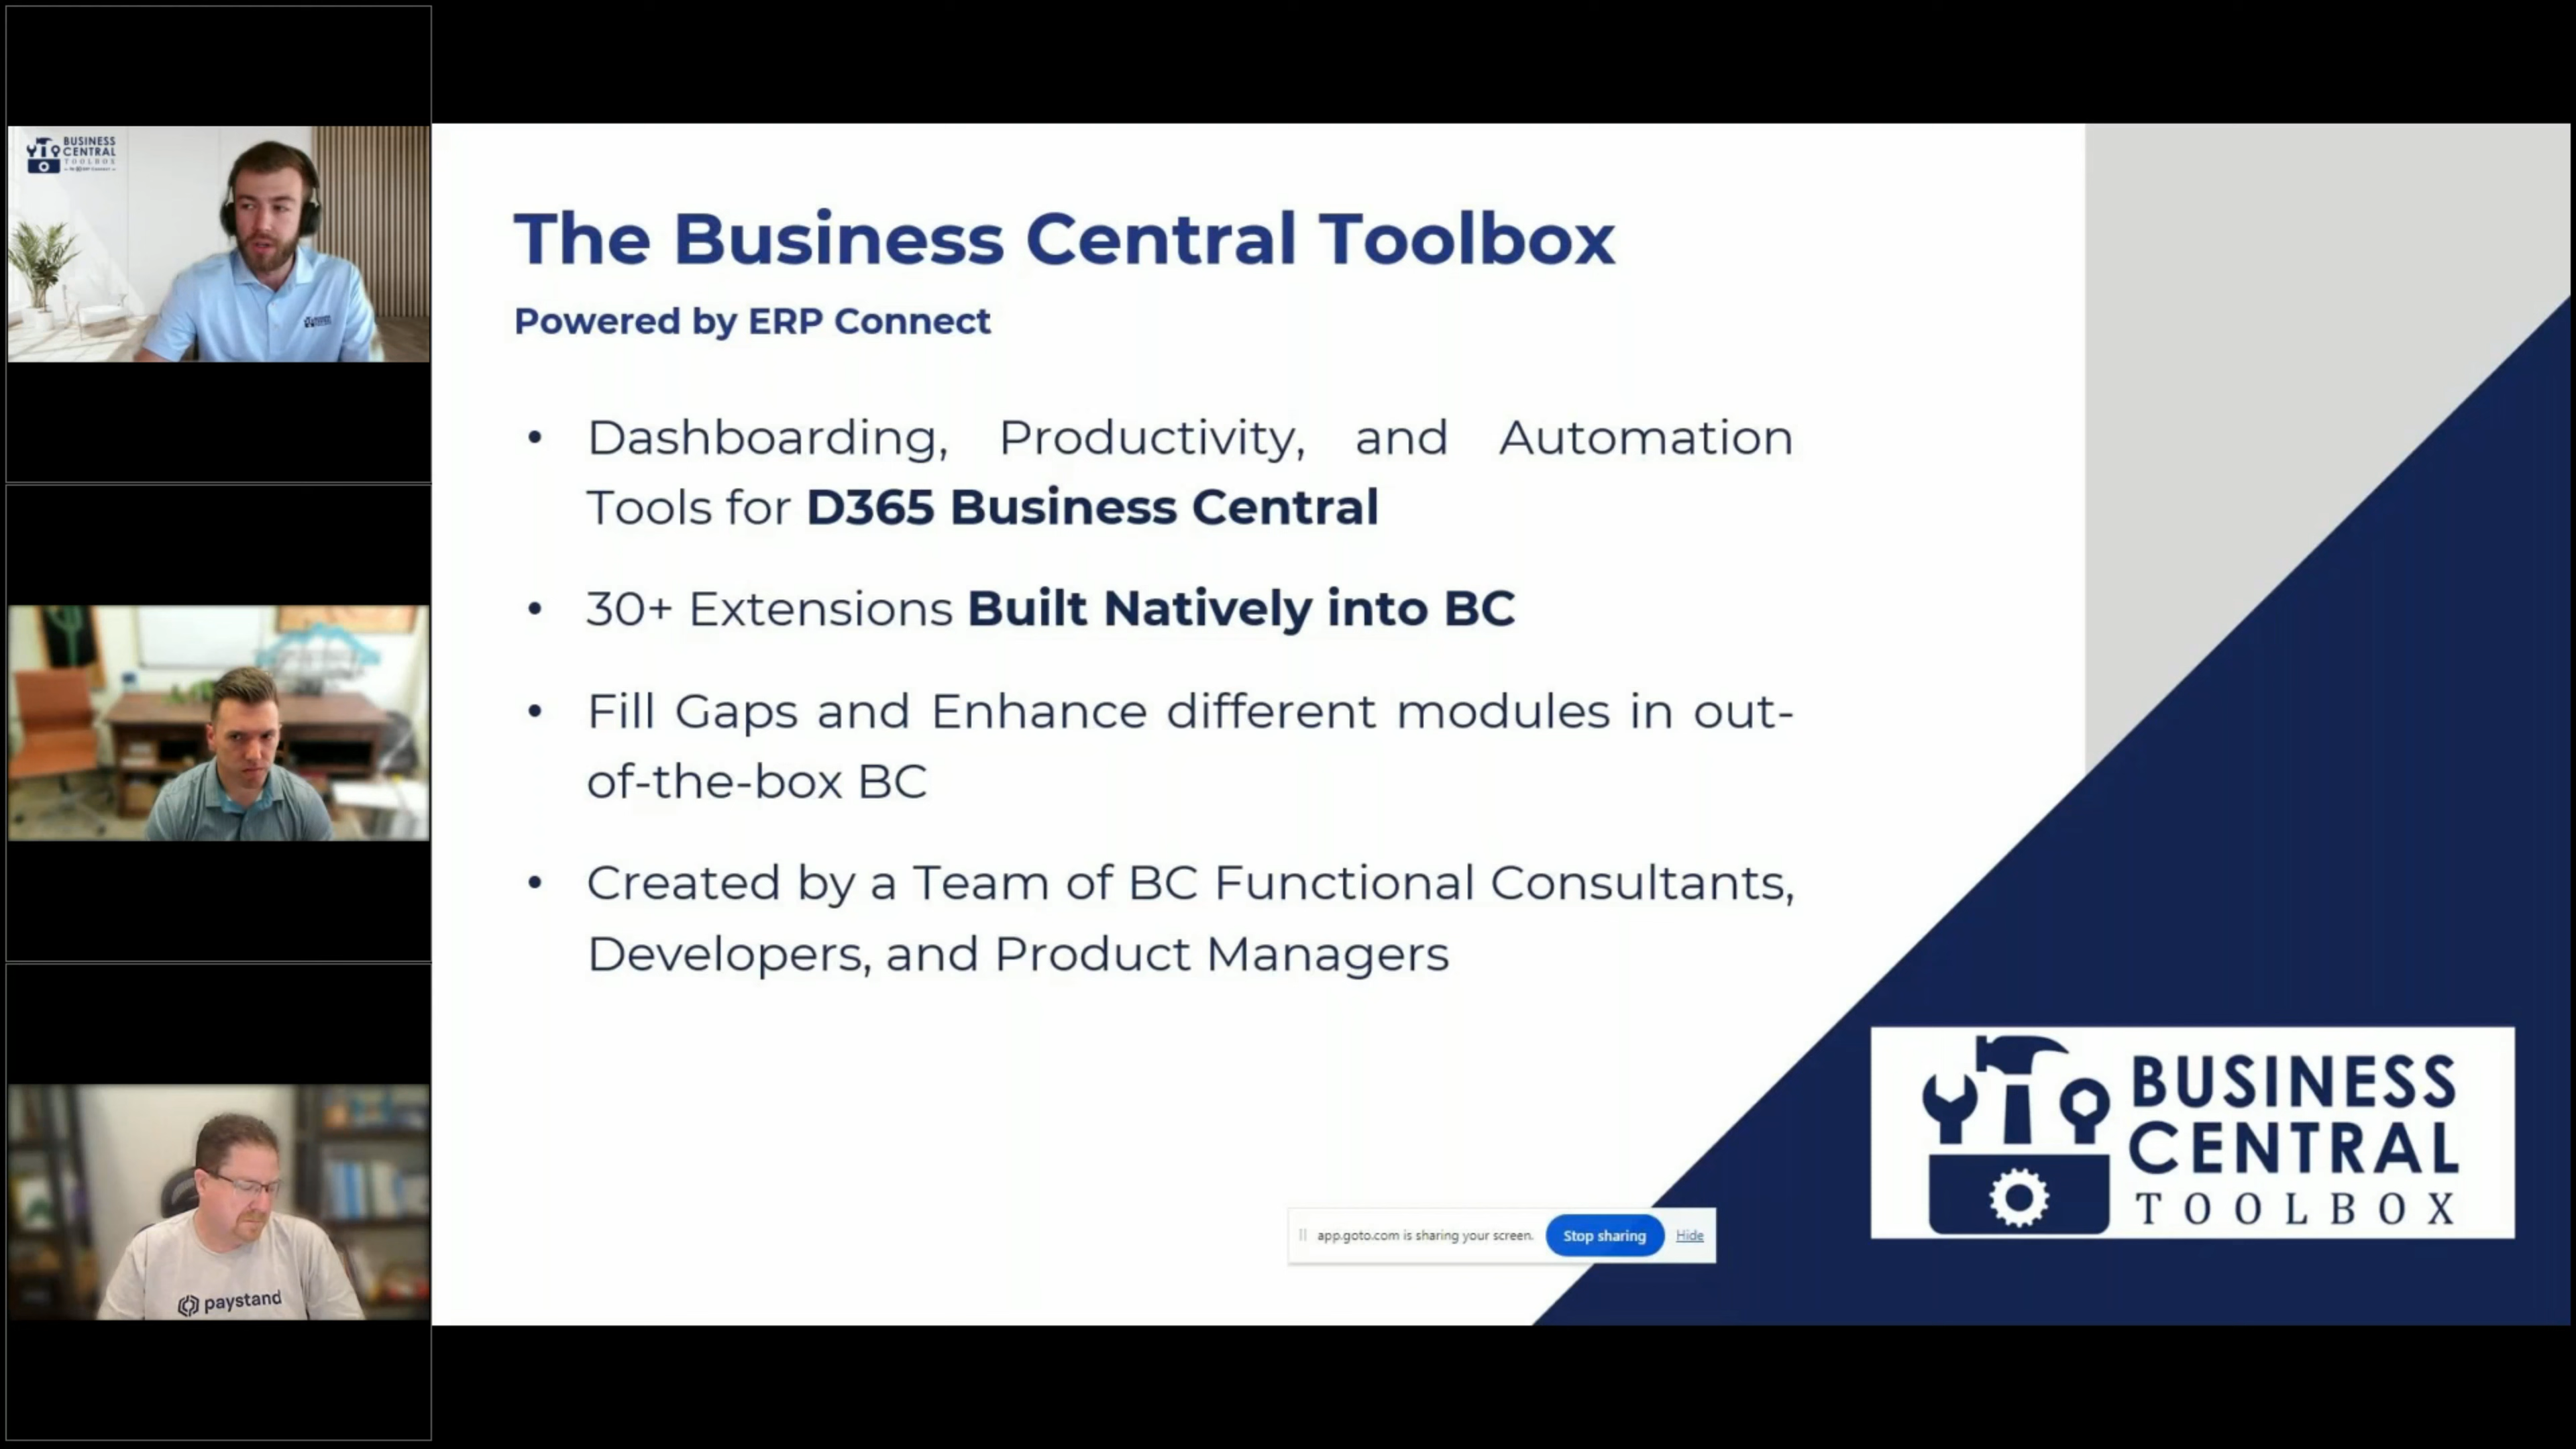 BUSINESS
CENTRAL
TOOLBOX
paystand
The Business Central Toolbox
Powered by ERP Connect
• Dashboarding, Productivity, and Automation
Tools for D365 Business Central
• 30+ Extensions Built Natively into BC
• Fill Gaps and Enhance different modules in out-
of-the-box BC
• Created by a Team of BC Functional Consultants,
Developers, and Product Managers
app.goto.com is sharing your screen. Stop sharing Hide
BUSINESS
CENTRAL
TOOLBOX